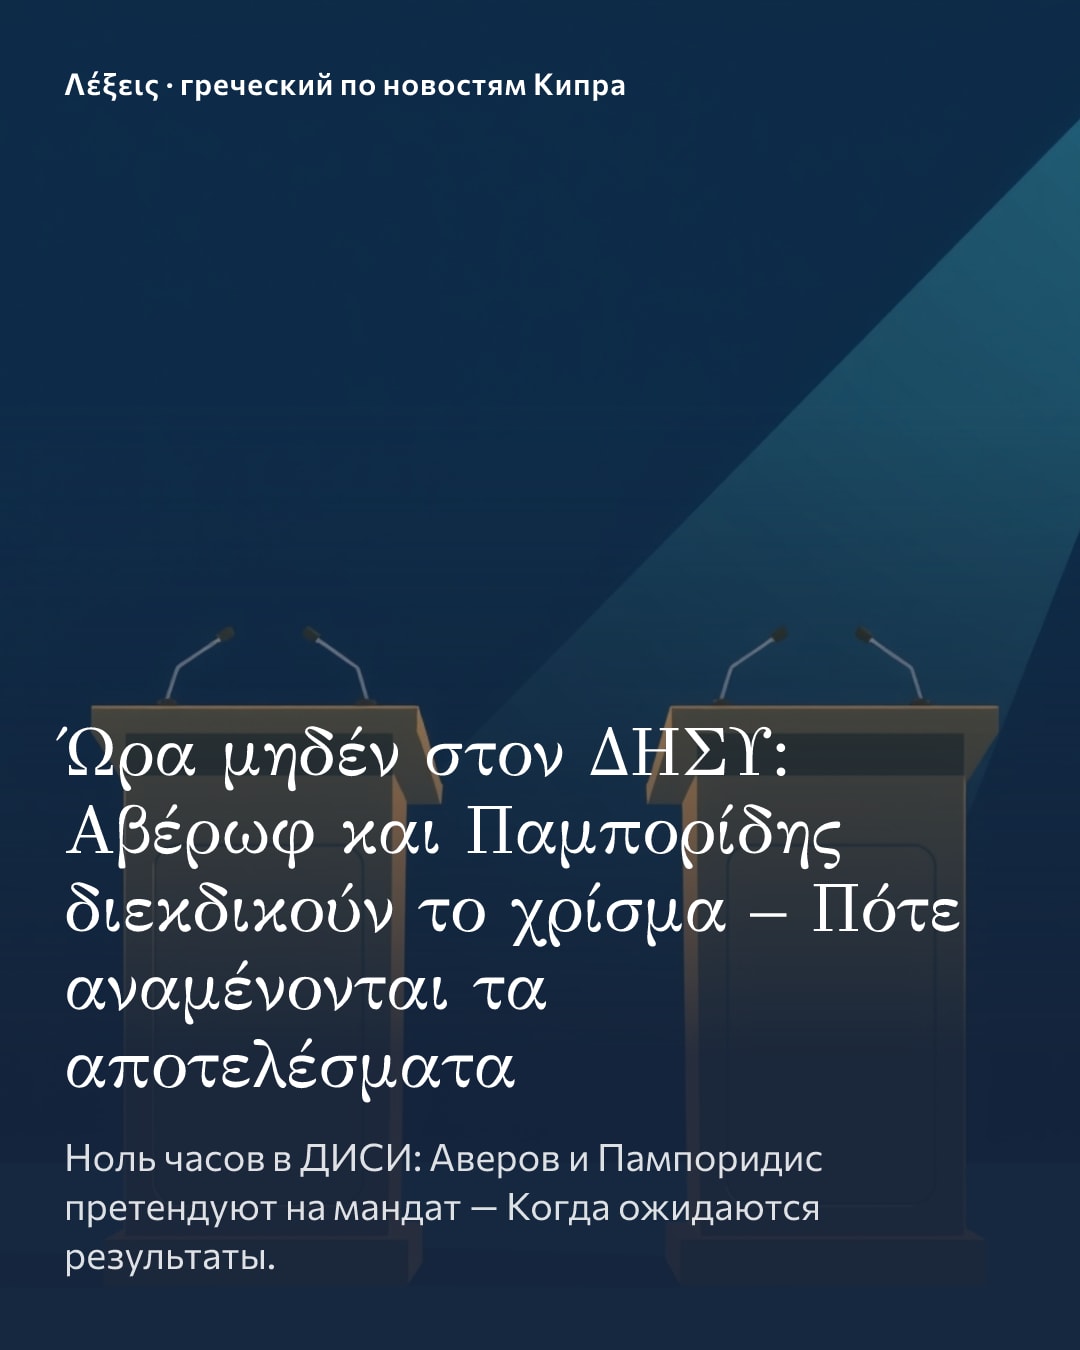 Λέξεις · греческий по новостям Кипра
Ώρα μηδέν στον ΔΗΣΥ:
Αβέρωφ και Παμπορίδης
διεκδικούν το χρίσμα – Πότε
αναμένονται τα
αποτελέσματα
Ноль часов в ДИСИ: Аверов и Пампоридис
претендуют на мандат — Когда ожидаются
результаты.